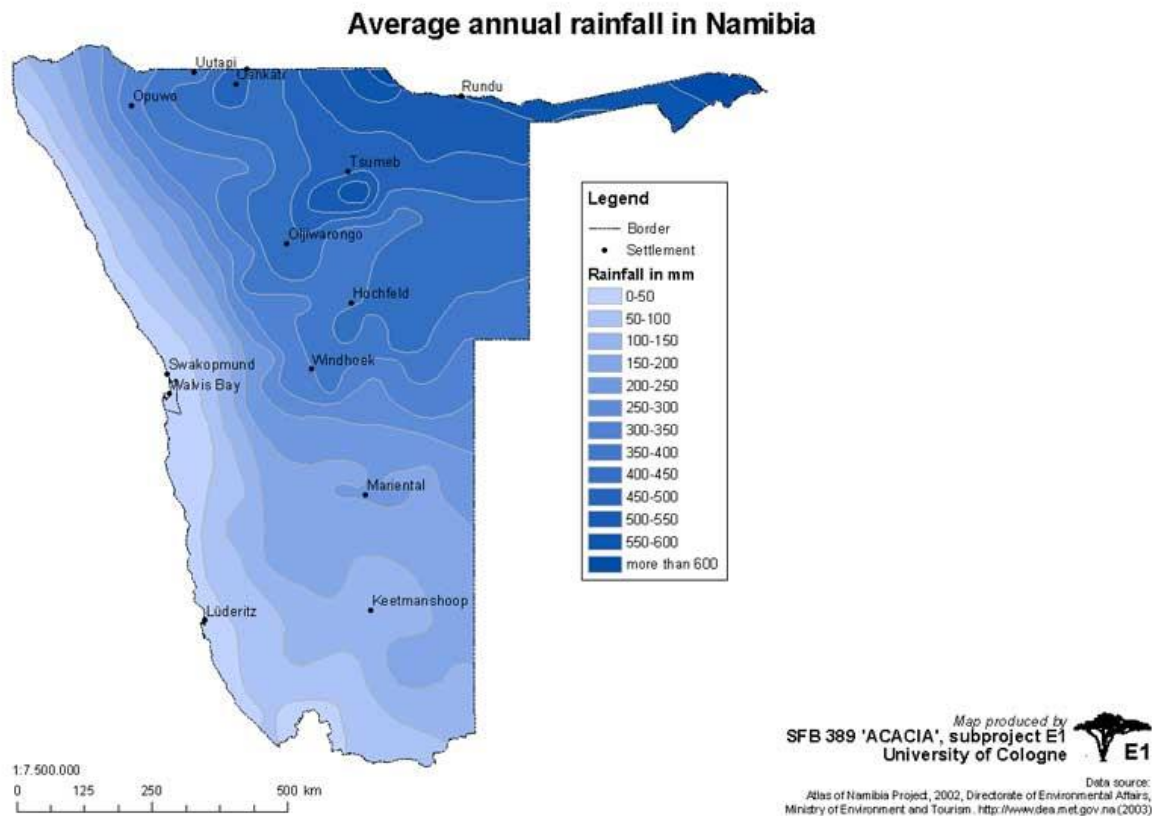 Average annual rainfall in Namibia
Uutapi
Oshkati
Rundu
Opuwo
Tsumeb
Otjiwarongo
Hochfeld
Swakopmund
Windhoek
Walvis Bay
Mariental
Lüderitz
Keetmanshoop
Legend
Border
Settlement
Rainfall in mm
0-50
50-100
100-150
150-200
200-250
250-300
300-350
350-400
400-450
450-500
500-550
550-600
more than 600
1:7.500.000
0 125 250 500 km
Map produced by
SFB 389 'ACACIA', subproject E1
University of Cologne
E1
Data source:
Atlas of Namibia Project, 2002, Directorate of Environmental Affairs,
Ministry of Environment and Tourism. http://www.dea.met.gov.na (2003)